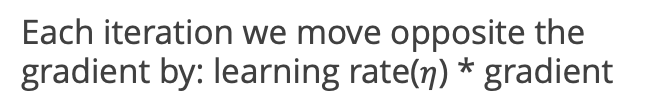 Each iteration we move opposite the
gradient by: learning rate(η) * gradient